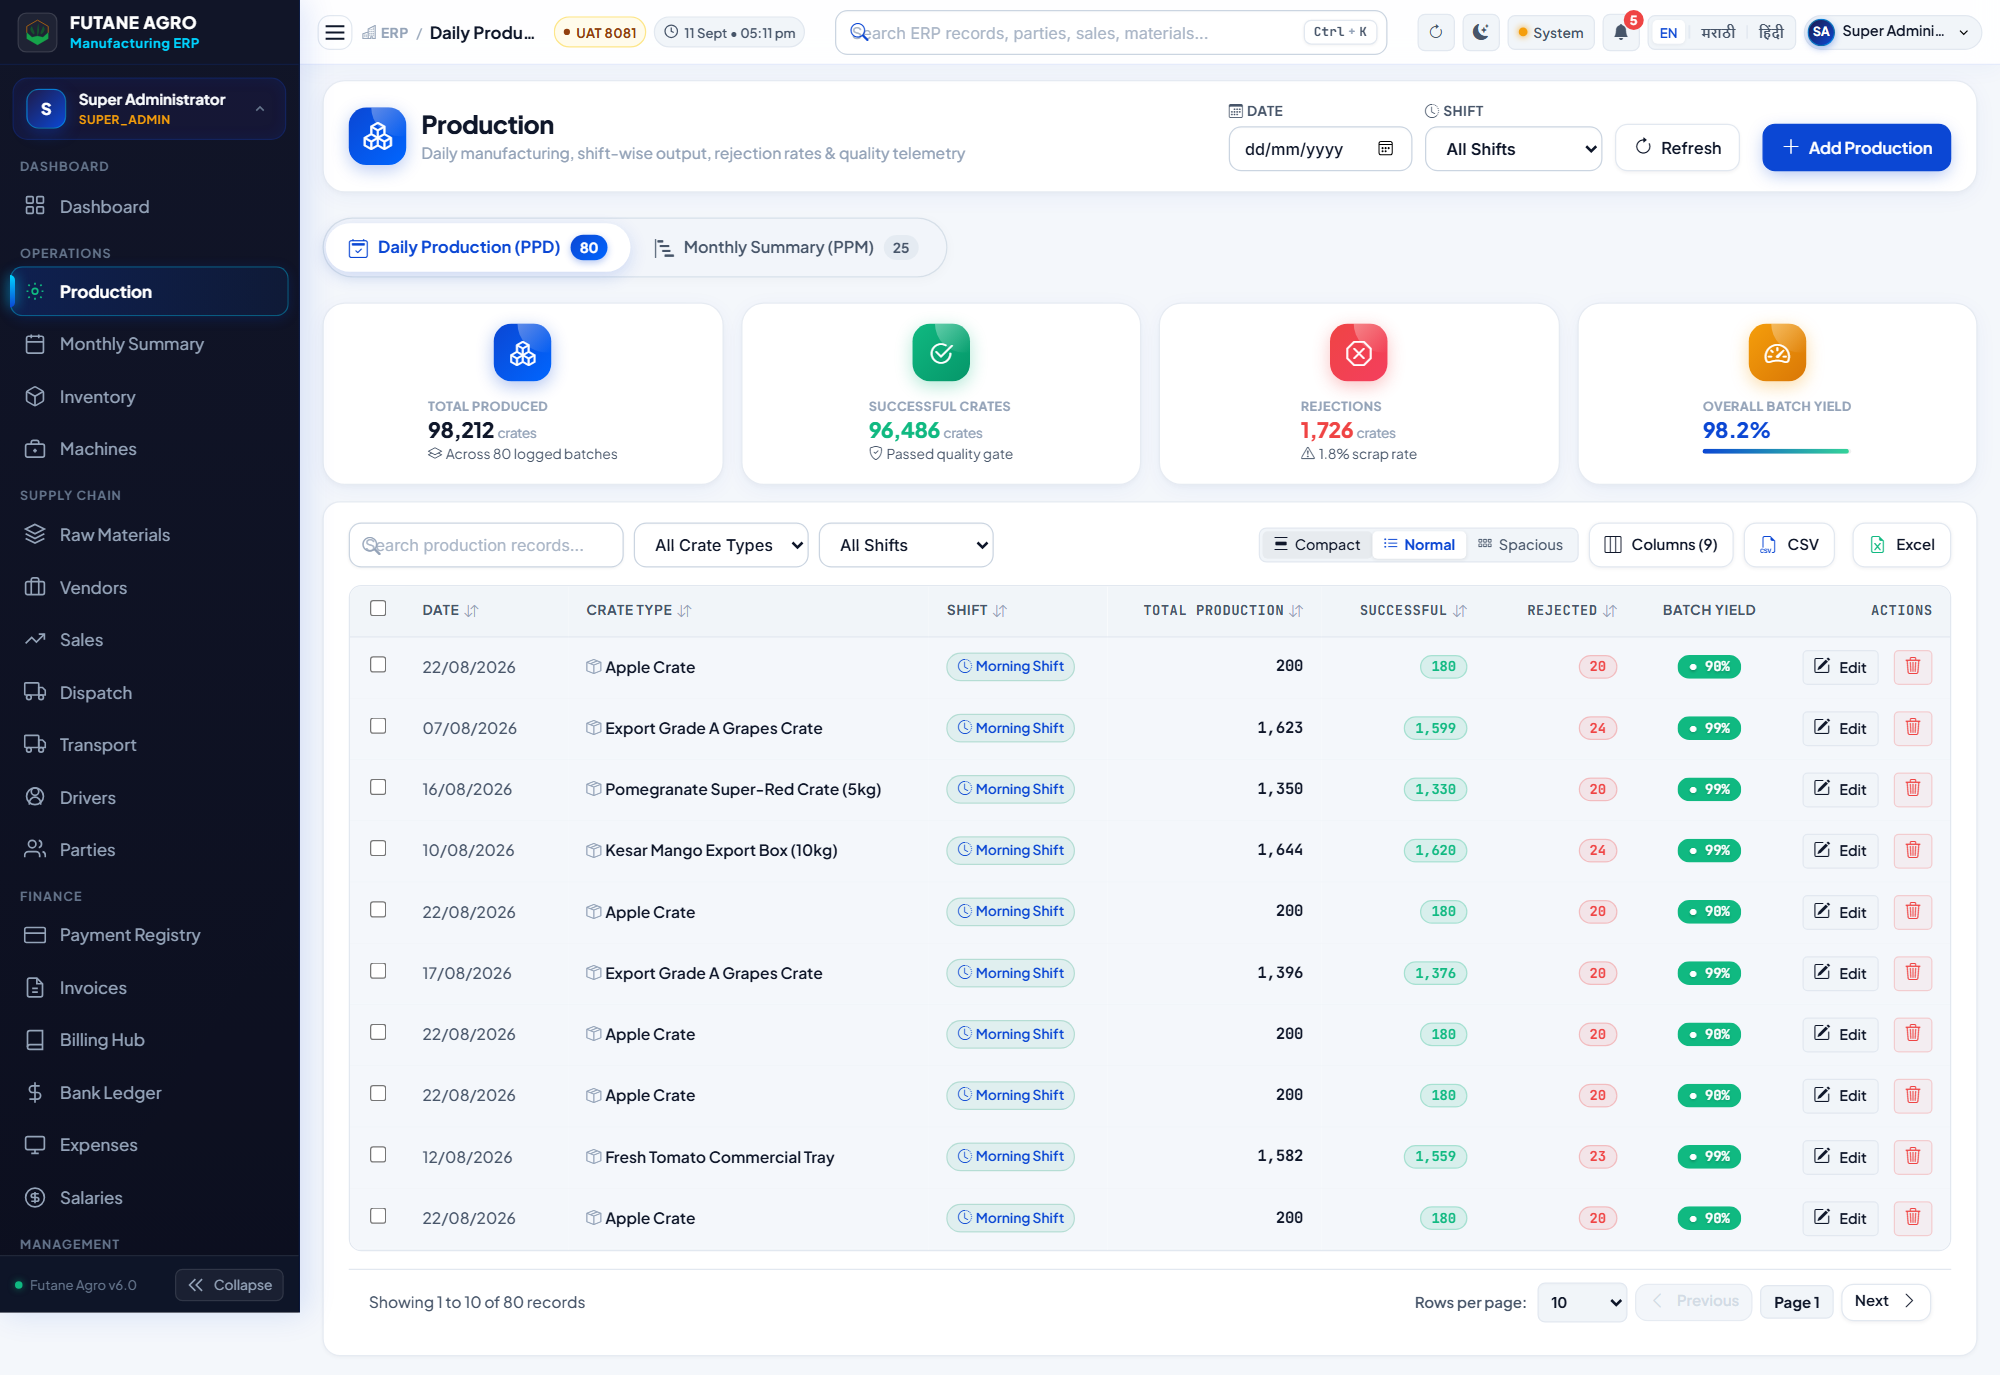 FUTANE AGRO
Manufacturing ERP
S
Super Administrator
SUPER_ADMIN
DASHBOARD
Dashboard
OPERATIONS
Production
Monthly Summary
Inventory
Machines
SUPPLY CHAIN
Raw Materials
Vendors
Sales
Dispatch
Transport
Drivers
Parties
FINANCE
Payment Registry
Invoices
Billing Hub
Bank Ledger
Expenses
Salaries
MANAGEMENT
Futane Agro v6.0
Collapse
ERP / Daily Produ...
UAT 8081
11 Sept • 05:11 pm
Search ERP records, parties, sales, materials...
Ctrl + K
System
5
EN
मराठी
हिंदी
SA
Super Admini...
Production
Daily manufacturing, shift-wise output, rejection rates & quality telemetry
DATE
dd/mm/yyyy
SHIFT
All Shifts
Refresh
Add Production
Daily Production (PPD) 80
Monthly Summary (PPM) 25
TOTAL PRODUCED
98,212 crates
Across 80 logged batches
SUCCESSFUL CRATES
96,486 crates
Passed quality gate
REJECTIONS
1,726 crates
1.8% scrap rate
OVERALL BATCH YIELD
98.2%
Search production records...
All Crate Types
All Shifts
Compact
Normal
Spacious
Columns (9)
CSV
Excel
DATE CRATE TYPE SHIFT TOTAL PRODUCTION SUCCESSFUL REJECTED BATCH YIELD ACTIONS
22/08/2026 Apple Crate Morning Shift 200 180 20 90% Edit
07/08/2026 Export Grade A Grapes Crate Morning Shift 1,623 1,599 24 99% Edit
16/08/2026 Pomegranate Super-Red Crate (5kg) Morning Shift 1,350 1,330 20 99% Edit
10/08/2026 Kesar Mango Export Box (10kg) Morning Shift 1,644 1,620 24 99% Edit
22/08/2026 Apple Crate Morning Shift 200 180 20 90% Edit
17/08/2026 Export Grade A Grapes Crate Morning Shift 1,396 1,376 20 99% Edit
22/08/2026 Apple Crate Morning Shift 200 180 20 90% Edit
22/08/2026 Apple Crate Morning Shift 200 180 20 90% Edit
12/08/2026 Fresh Tomato Commercial Tray Morning Shift 1,582 1,559 23 99% Edit
22/08/2026 Apple Crate Morning Shift 200 180 20 90% Edit
Showing 1 to 10 of 80 records
Rows per page: 10
Previous
Page 1
Next